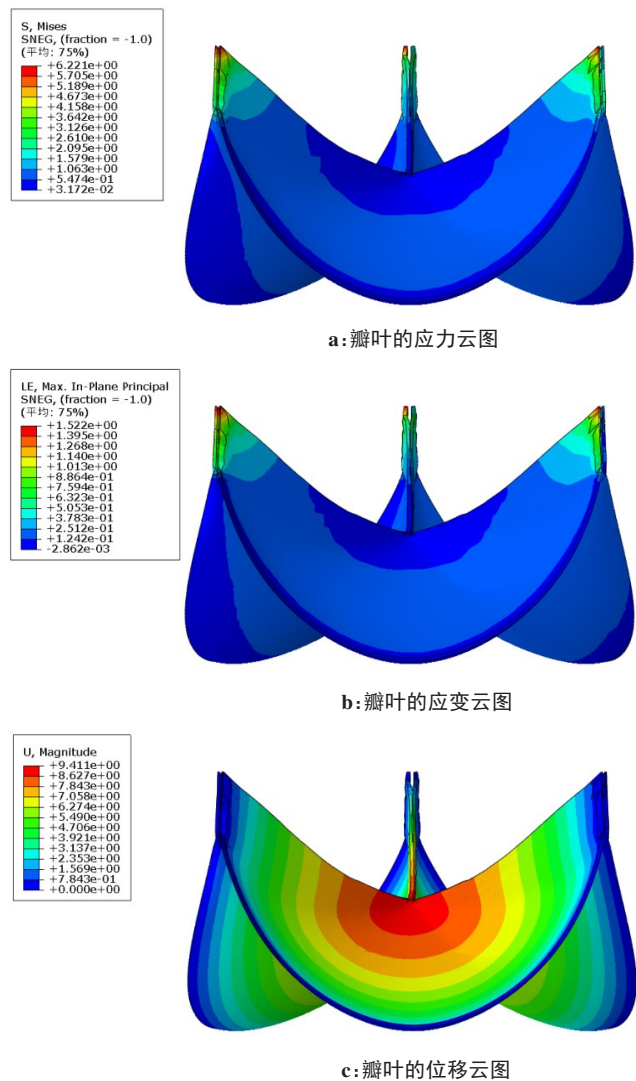 S, Mises
SNEG, (fraction = -1.0)
(平均: 75%)
+6.221e+00
+5.705e+00
+5.189e+00
+4.673e+00
+4.158e+00
+3.642e+00
+3.126e+00
+2.610e+00
+2.095e+00
+1.579e+00
+1.063e+00
+5.474e-01
+3.172e-02
a:瓣叶的应力云图
LE, Max. In-Plane Principal
SNEG, (fraction = -1.0)
(平均: 75%)
+1.522e+00
+1.395e+00
+1.268e+00
+1.140e+00
+1.013e+00
+8.864e-01
+7.594e-01
+6.323e-01
+5.053e-01
+3.783e-01
+2.512e-01
+1.242e-01
-2.862e-03
b:瓣叶的应变云图
U, Magnitude
+9.411e+00
+8.627e+00
+7.843e+00
+7.058e+00
+6.274e+00
+5.490e+00
+4.706e+00
+3.921e+00
+3.137e+00
+2.353e+00
+1.569e+00
+7.843e-01
+0.000e+00
c:瓣叶的位移云图